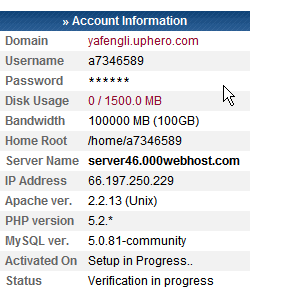 » Account Information
Domain yafengli.uphero.com
Username a7346589
Password ******
Disk Usage 0 / 1500.0 MB
Bandwidth 100000 MB (100GB)
Home Root /home/a7346589
Server Name server46.000webhost.com
IP Address 66.197.250.229
Apache ver. 2.2.13 (Unix)
PHP version 5.2.*
MySQL ver. 5.0.81-community
Activated On Setup in Progress..
Status Verification in progress